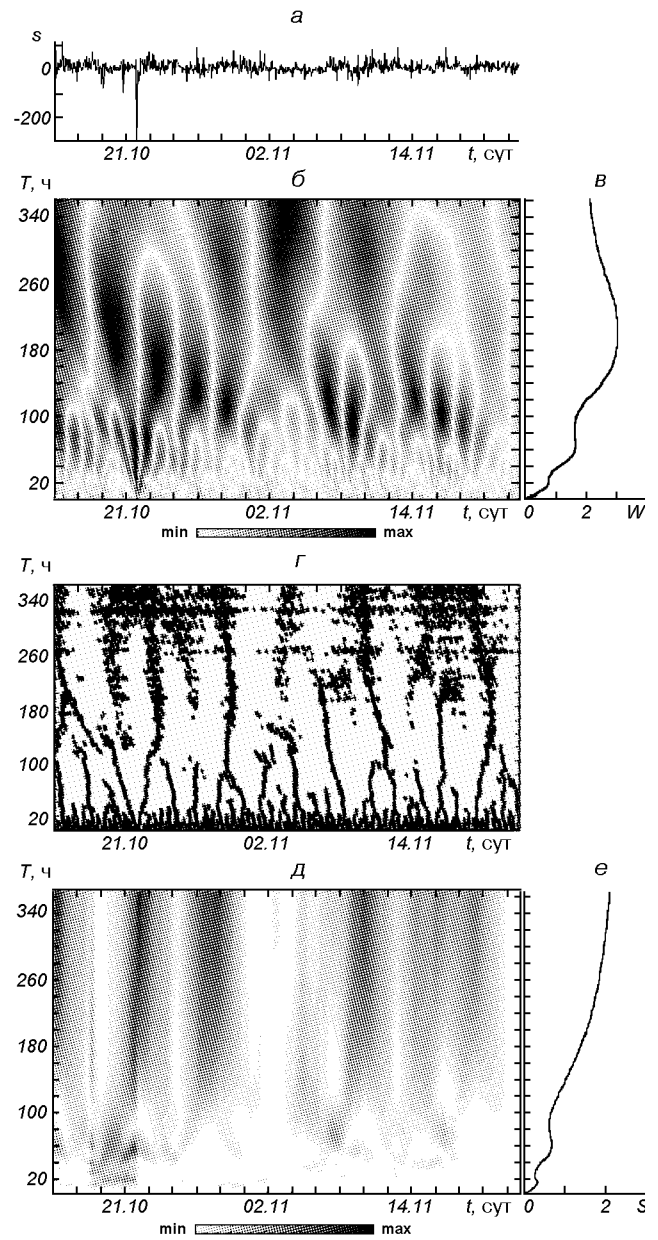 а
s
0
-200
21.10 02.11 14.11 t, сут
T, ч б в
340
260
180
100
20
21.10 02.11 14.11 t, сут 0 2 W
min max
T, ч г
340
260
180
100
20
21.10 02.11 14.11 t, сут
T, ч д е
340
260
180
100
20
21.10 02.11 14.11 t, сут 0 2 S
min max